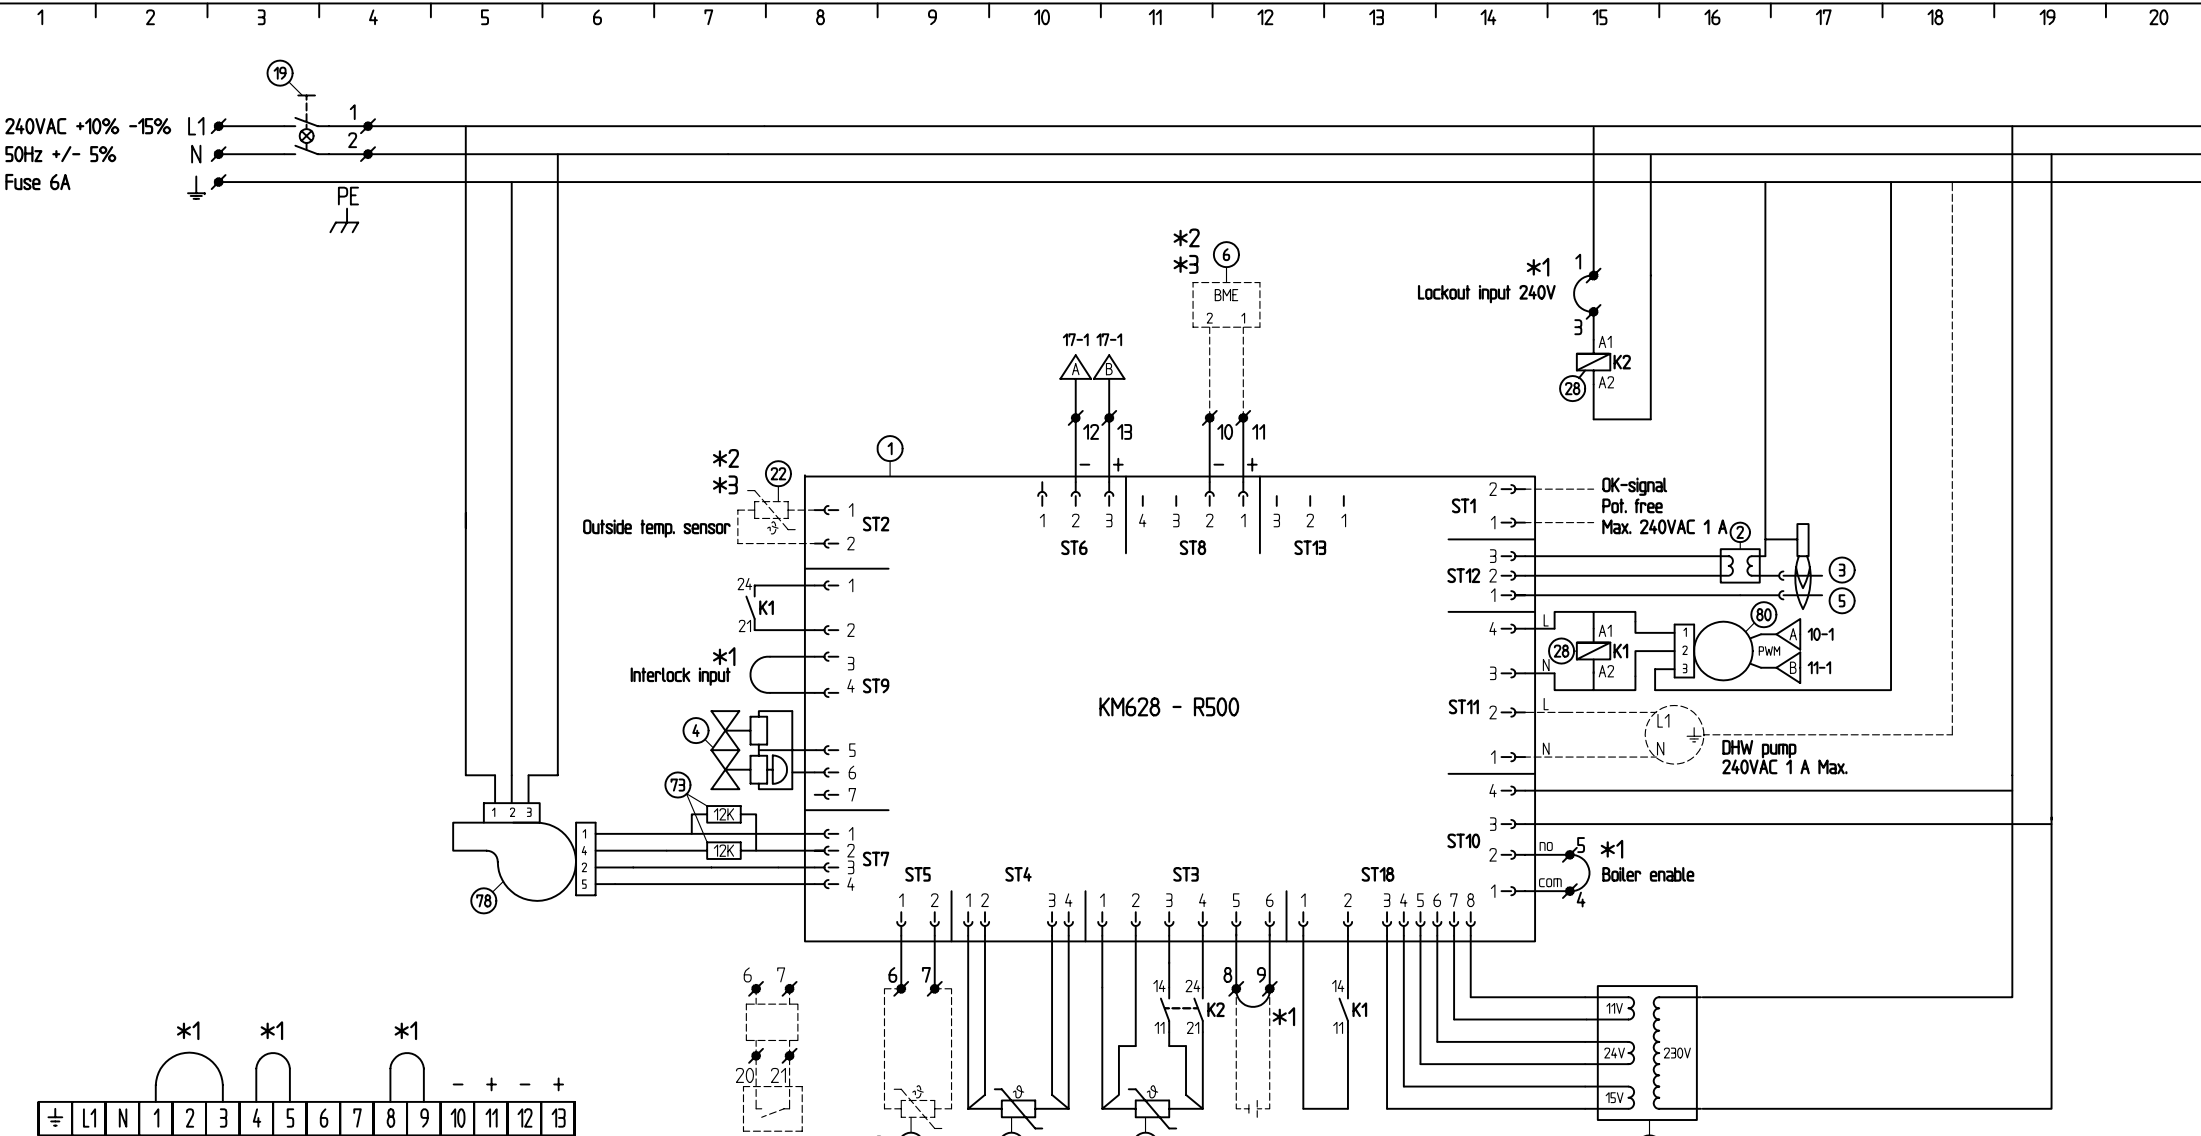 1 2 3 4 5 6 7 8 9 10 11 12 13 14 15 16 17 18 19 20
19
240VAC +10% -15% L1 1
50Hz +/- 5% N 2
Fuse 6A
PE
*2
*3 6
BME
2 1
*1 1
Lockout input 240V
3
A1
K2
28 A2
17-1 17-1
A B
12 13 10 11
- + - +
1
*2
*3 22
Outside temp. sensor
ϑ
1
2 ST2
1 2 3 4 3 2 1 3 2 1
ST6 ST8 ST13
ST1 2
1
OK-signal
Pot. free
Max. 240VAC 1 A
2
3
ST12 2
1
3
5
24
K1
21
1
2
*1
Interlock input
3
4 ST9
4
5
6
7
KM628 - R500
4 L
3 N
A1
28 K1
A2
1
2
3
80
PWM
A 10-1
B 11-1
ST11 2 L
1 N
L1
N
DHW pump
240VAC 1 A Max.
73
12K
12K
1 2 3
1
4
2
5
78
1
2
3
4
ST7
4
3
ST10
2 no 5 *1
Boiler enable
1 com 4
ST5 ST4 ST3 ST18
1 2 1 2 3 4 1 2 3 4 5 6 1 2 3 4 5 6 7 8
6 7
20 21
6 7
ϑ
ϑ
14 24
K2
11 21
ϑ
8 9
*1
14
K1
11
11V
24V
15V
230V
*1 *1 *1
- + - +
L1 N 1 2 3 4 5 6 7 8 9 10 11 12 13